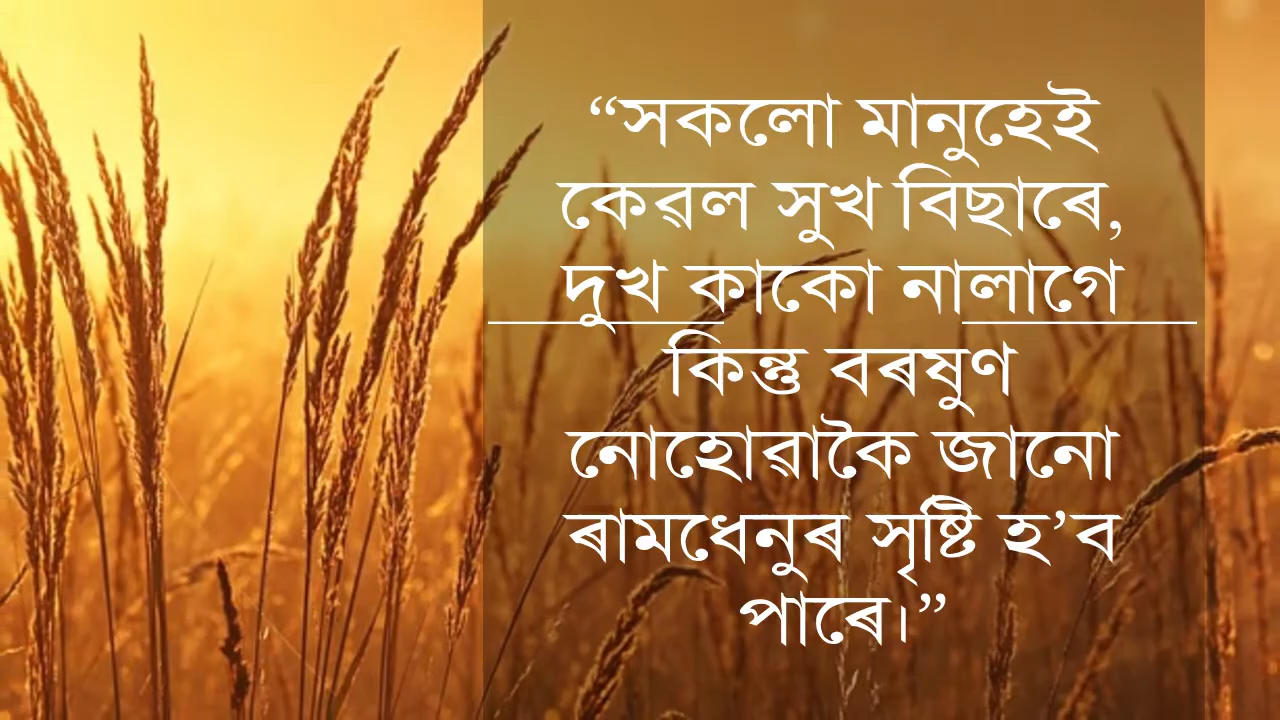 “সকলো মানুহেই
কেৱল সুখ বিছাৰে,
দুখ কাকো নালাগে
কিন্তু বৰষুণ
নোহোৱাকৈ জানো
ৰামধেনুৰ সৃষ্টি হ’ব
পাৰে।”